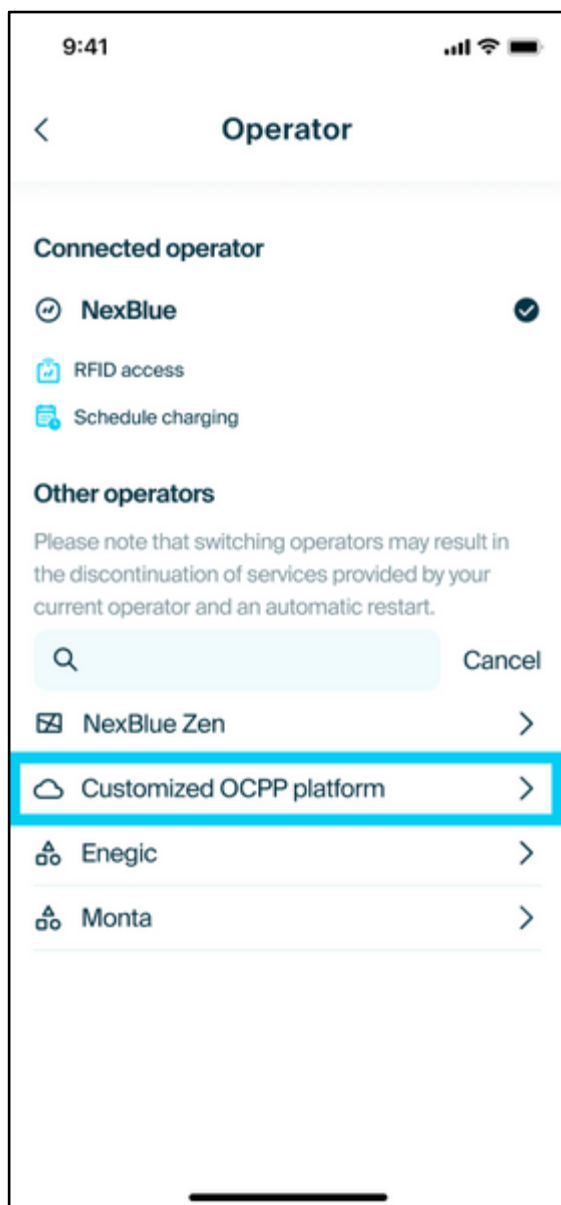 9:41
Operator
Connected operator
NexBlue
RFID access
Schedule charging
Other operators
Please note that switching operators may result in
the discontinuation of services provided by your
current operator and an automatic restart.
Cancel
NexBlue Zen
Customized OCPP platform
Enegic
Monta